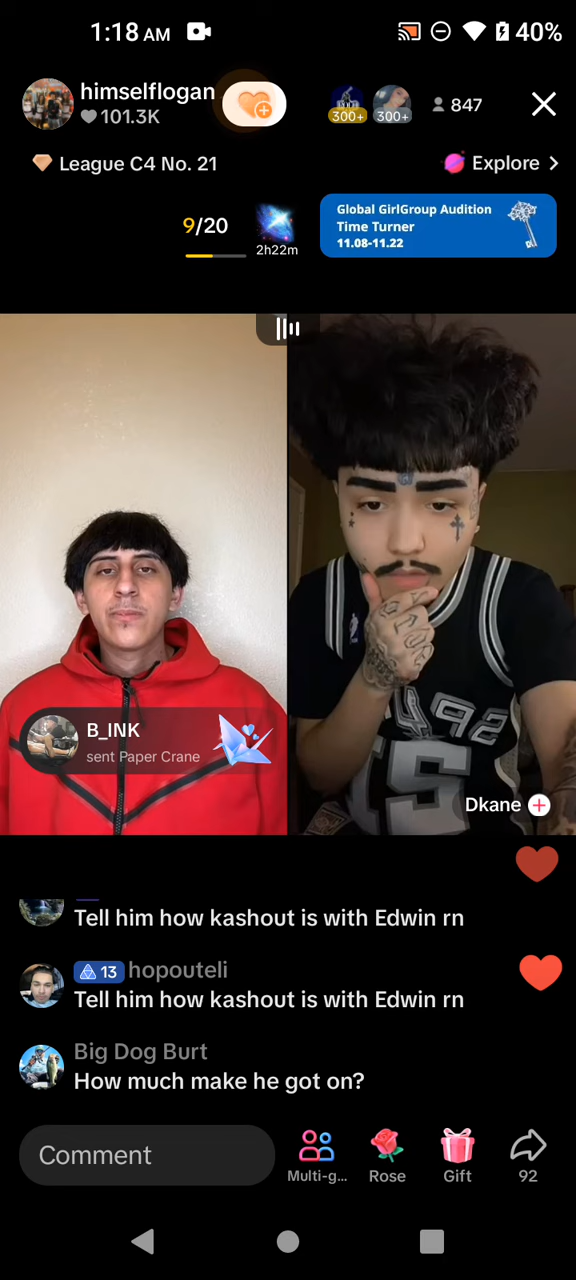 1:18 AM
40%
himselflogan
101.3K
300+
300+
847
League C4 No. 21
Explore >
9/20
2h22m
Global GirlGroup Audition
Time Turner
11.08-11.22
B_INK
sent Paper Crane
Dkane
Tell him how kashout is with Edwin rn
13 hopouteli
Tell him how kashout is with Edwin rn
Big Dog Burt
How much make he got on?
Comment
Multi-g...
Rose
Gift
92